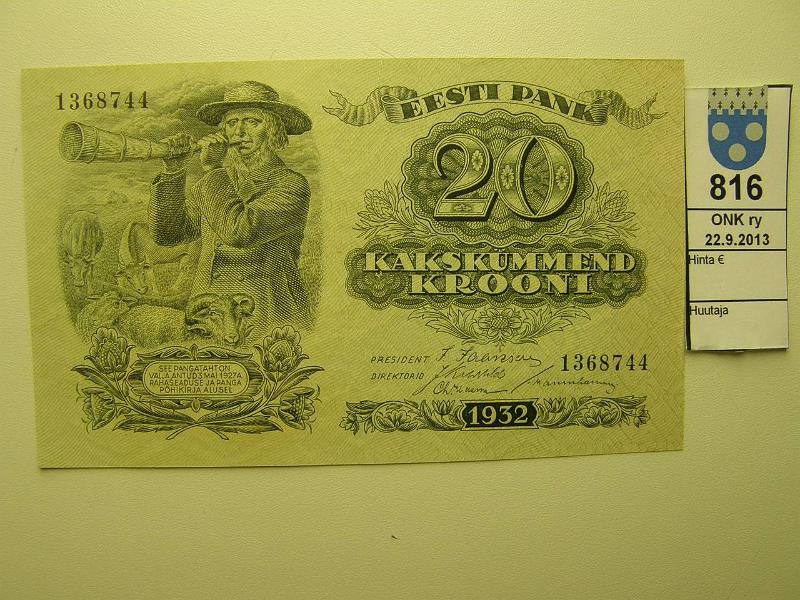 1368744
EESTI PANK
20
KAKSKÜMMEND
KROONI
PRESIDENT
DIREKTORID
1368744
1932
SEE PANGATÄHT ON
VÄLJA ANTUD 3 MAI 1927 A.
RAHASEADUSE JA PANGA
PÕHIKIRJA ALUSEL
816
ONK ry
22.9.2013
Hinta €
Huutaja